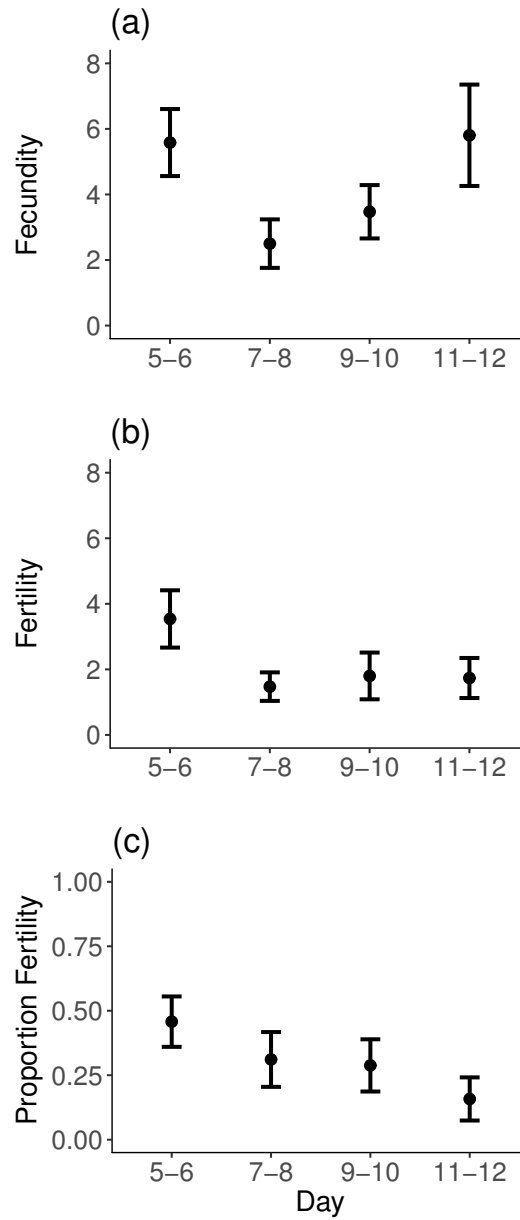 (a)
Fecundity
8
6
4
2
0
5–6 7–8 9–10 11–12
(b)
Fertility
8
6
4
2
0
5–6 7–8 9–10 11–12
(c)
Proportion Fertility
1.00
0.75
0.50
0.25
0.00
5–6 7–8 9–10 11–12
Day